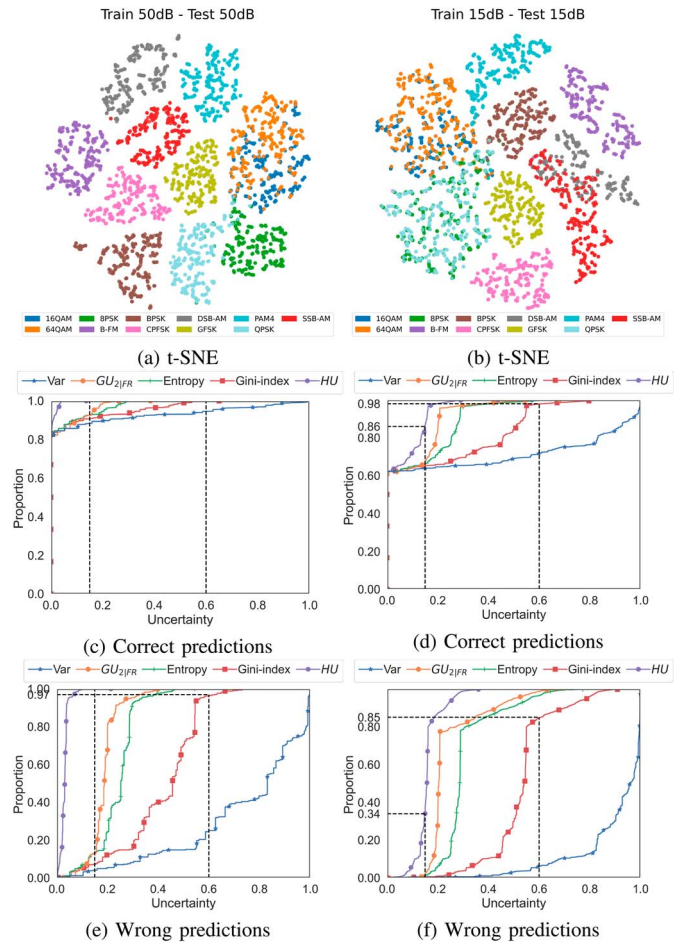 Train 50dB - Test 50dB
Train 15dB - Test 15dB
16QAM 8PSK BPSK DSB-AM PAM4 SSB-AM
64QAM B-FM CPFSK GFSK QPSK
16QAM 8PSK BPSK DSB-AM PAM4 SSB-AM
64QAM B-FM CPFSK GFSK QPSK
(a) t-SNE
(b) t-SNE
Var GU2|FR Entropy Gini-index HU
Var GU2|FR Entropy Gini-index HU
1.0
0.8
0.6
0.4
0.2
0.0
Proportion
0.0 0.2 0.4 0.6 0.8 1.0
Uncertainty
0.98
0.86
0.80
0.60
0.40
0.20
0.00
Proportion
0.0 0.2 0.4 0.6 0.8 1.0
Uncertainty
(c) Correct predictions
(d) Correct predictions
Var GU2|FR Entropy Gini-index HU
Var GU2|FR Entropy Gini-index HU
1.00
0.97
0.80
0.60
0.40
0.20
0.00
Proportion
0.0 0.2 0.4 0.6 0.8 1.0
Uncertainty
1.00
0.85
0.80
0.60
0.40
0.34
0.20
0.00
Proportion
0.0 0.2 0.4 0.6 0.8 1.0
Uncertainty
(e) Wrong predictions
(f) Wrong predictions